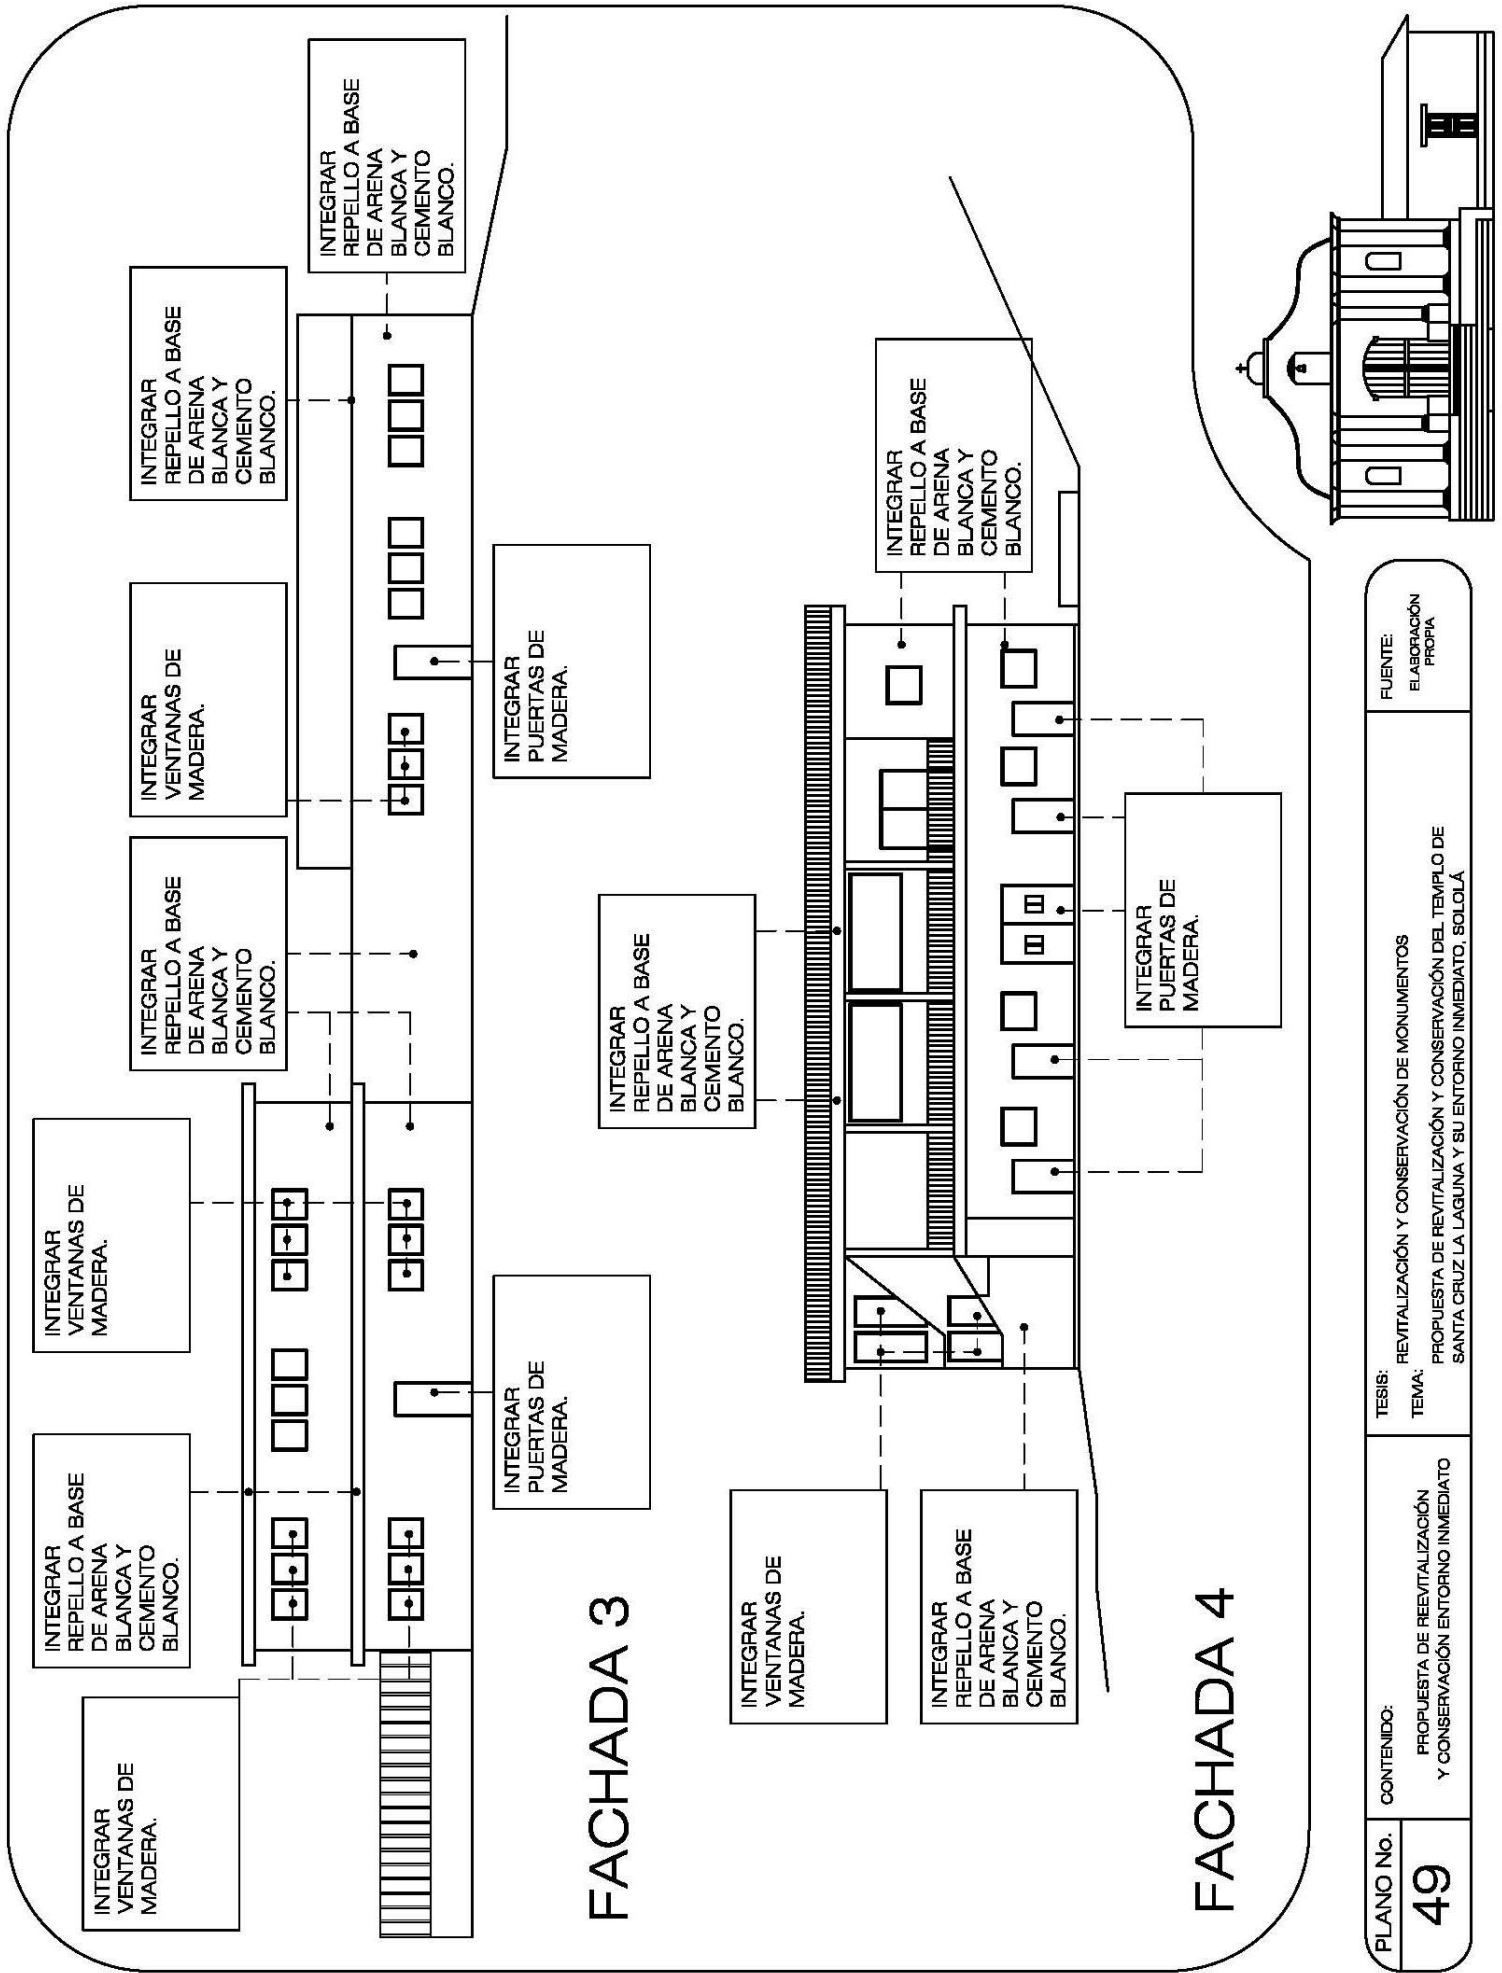 INTEGRAR
VENTANAS DE
MADERA.
INTEGRAR
REPELLO A BASE
DE ARENA
BLANCA Y
CEMENTO
BLANCO.
INTEGRAR
VENTANAS DE
MADERA.
INTEGRAR
REPELLO A BASE
DE ARENA
BLANCA Y
CEMENTO
BLANCO.
INTEGRAR
VENTANAS DE
MADERA.
INTEGRAR
REPELLO A BASE
DE ARENA
BLANCA Y
CEMENTO
BLANCO.
INTEGRAR
REPELLO A BASE
DE ARENA
BLANCA Y
CEMENTO
BLANCO.
INTEGRAR
PUERTAS DE
MADERA.
INTEGRAR
PUERTAS DE
MADERA.
FACHADA 3
INTEGRAR
REPELLO A BASE
DE ARENA
BLANCA Y
CEMENTO
BLANCO.
INTEGRAR
VENTANAS DE
MADERA.
INTEGRAR
REPELLO A BASE
DE ARENA
BLANCA Y
CEMENTO
BLANCO.
INTEGRAR
REPELLO A BASE
DE ARENA
BLANCA Y
CEMENTO
BLANCO.
INTEGRAR
PUERTAS DE
MADERA.
FACHADA 4
PLANO No.
49
CONTENIDO:
PROPUESTA DE REEVITALIZACIÓN
Y CONSERVACIÓN ENTORNO INMEDIATO
TESIS:
REVITALIZACIÓN Y CONSERVACIÓN DE MONUMENTOS
TEMA:
PROPUESTA DE REVITALIZACIÓN Y CONSERVACIÓN DEL TEMPLO DE
SANTA CRUZ LA LAGUNA Y SU ENTORNO INMEDIATO, SOLOLÁ
FUENTE:
ELABORACIÓN
PROPIA